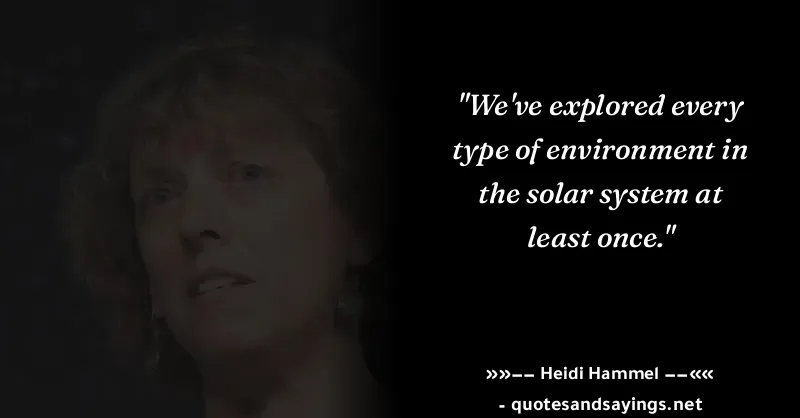 "We've explored every
type of environment in
the solar system at
least once."
»»–– Heidi Hammel ––««
- quotesandsayings.net